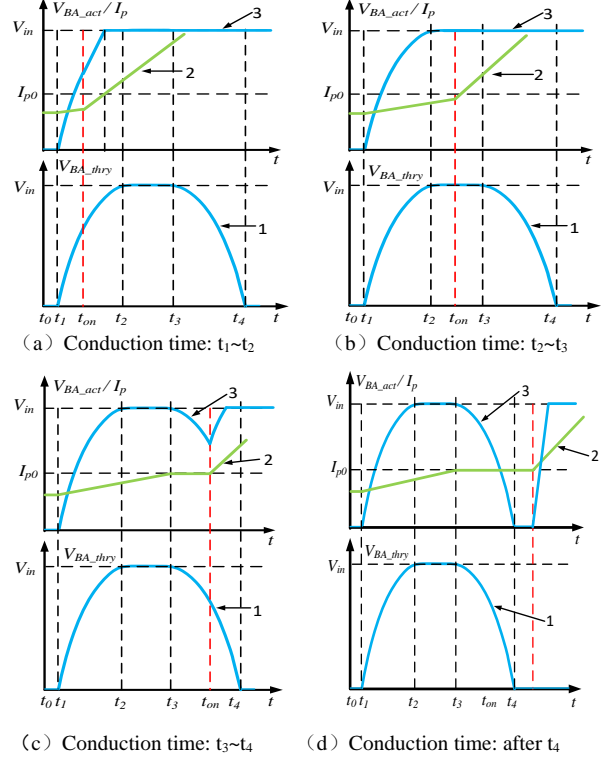 V_BA_act / I_p
V_in
3
2
I_p0
t
V_BA_thry
V_in
1
t_0 t_1 t_on t_2 t_3 t_4 t
（a）Conduction time: t_1~t_2
V_BA_act / I_p
V_in
3
2
I_p0
t
V_BA_thry
V_in
1
t_0 t_1 t_2 t_on t_3 t_4 t
（b）Conduction time: t_2~t_3
V_BA_act / I_p
V_in
3
2
I_p0
t
V_BA_thry
V_in
1
t_0 t_1 t_2 t_3 t_on t_4 t
（c）Conduction time: t_3~t_4
V_BA_act / I_p
V_in
3
2
I_p0
t
V_BA_thry
V_in
1
t_0 t_1 t_2 t_3 t_on t_4 t
（d）Conduction time: after t_4